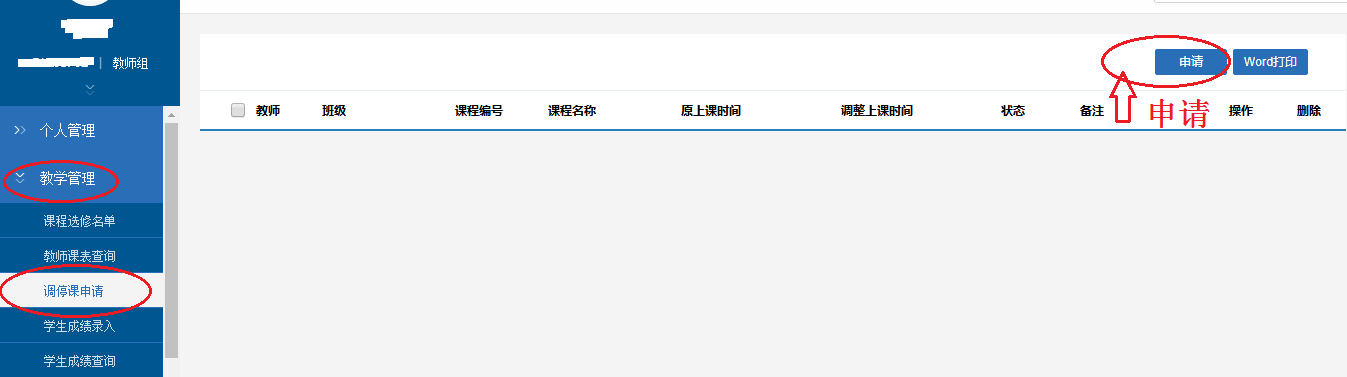 教师组
申请 Word打印
教师 班级 课程编号 课程名称 原上课时间 调整上课时间 状态 备注 申请 操作 删除
个人管理
教学管理
课程选修名单
教师课表查询
调停课申请
学生成绩录入
学生成绩查询